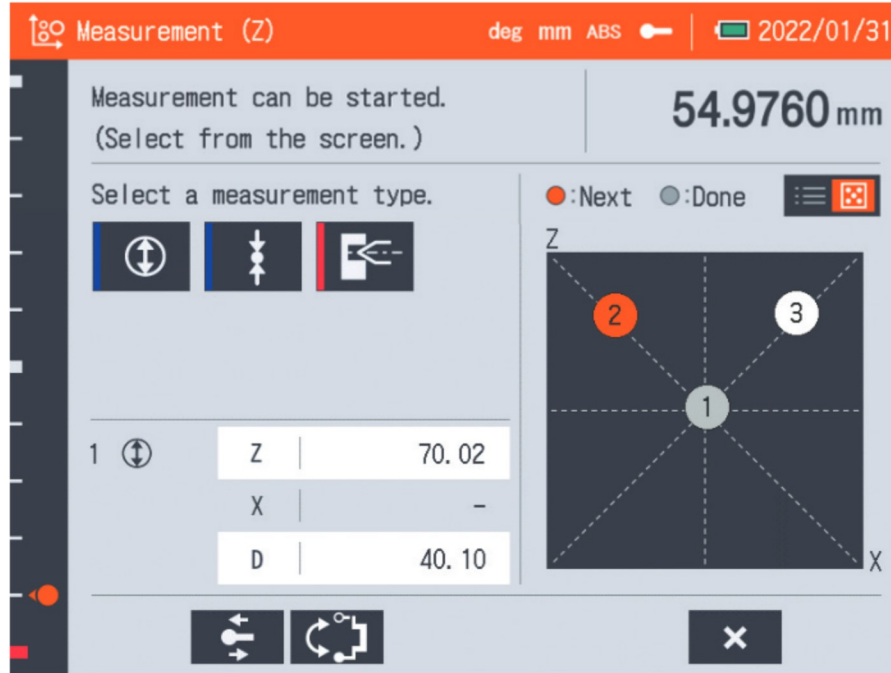 Measurement (Z)
deg mm ABS
2022/01/31
Measurement can be started.
(Select from the screen.)
54.9760 mm
Select a measurement type.
:Next :Done
Z
2
3
1
X
1
Z 70.02
X -
D 40.10